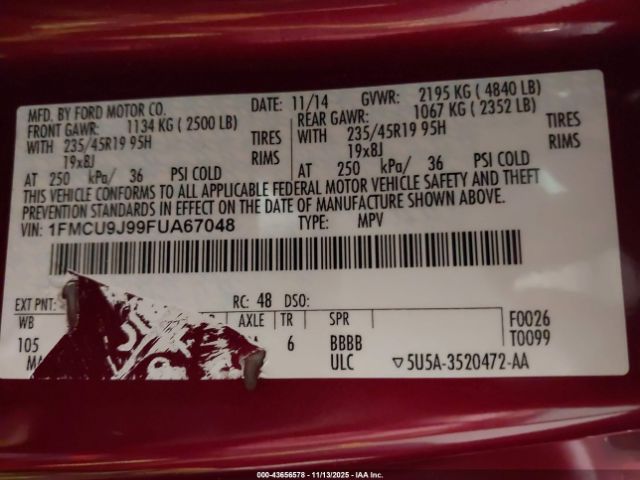 MFD. BY FORD MOTOR CO. DATE: 11/14 GVWR: 2195 KG ( 4840 LB)
FRONT GAWR: 1134 KG ( 2500 LB) REAR GAWR: 1067 KG ( 2352 LB)
WITH 235/45R19 95H TIRES WITH 235/45R19 95H TIRES
19x8J RIMS 19x8J RIMS
AT 250 kPa/ 36 PSI COLD AT 250 kPa/ 36 PSI COLD
THIS VEHICLE CONFORMS TO ALL APPLICABLE FEDERAL MOTOR VEHICLE SAFETY AND THEFT
PREVENTION STANDARDS IN EFFECT ON THE DATE OF MANUFACTURE SHOWN ABOVE.
VIN: 1FMCU9J99FUA67048 TYPE: MPV
EXT PNT: RC: 48 DSO:
WB AXLE TR SPR F0026
105 6 BBBB T0099
ULC ▽5U5A-3520472-AA
000-43656578 - 11/13/2025 - IAA Inc.